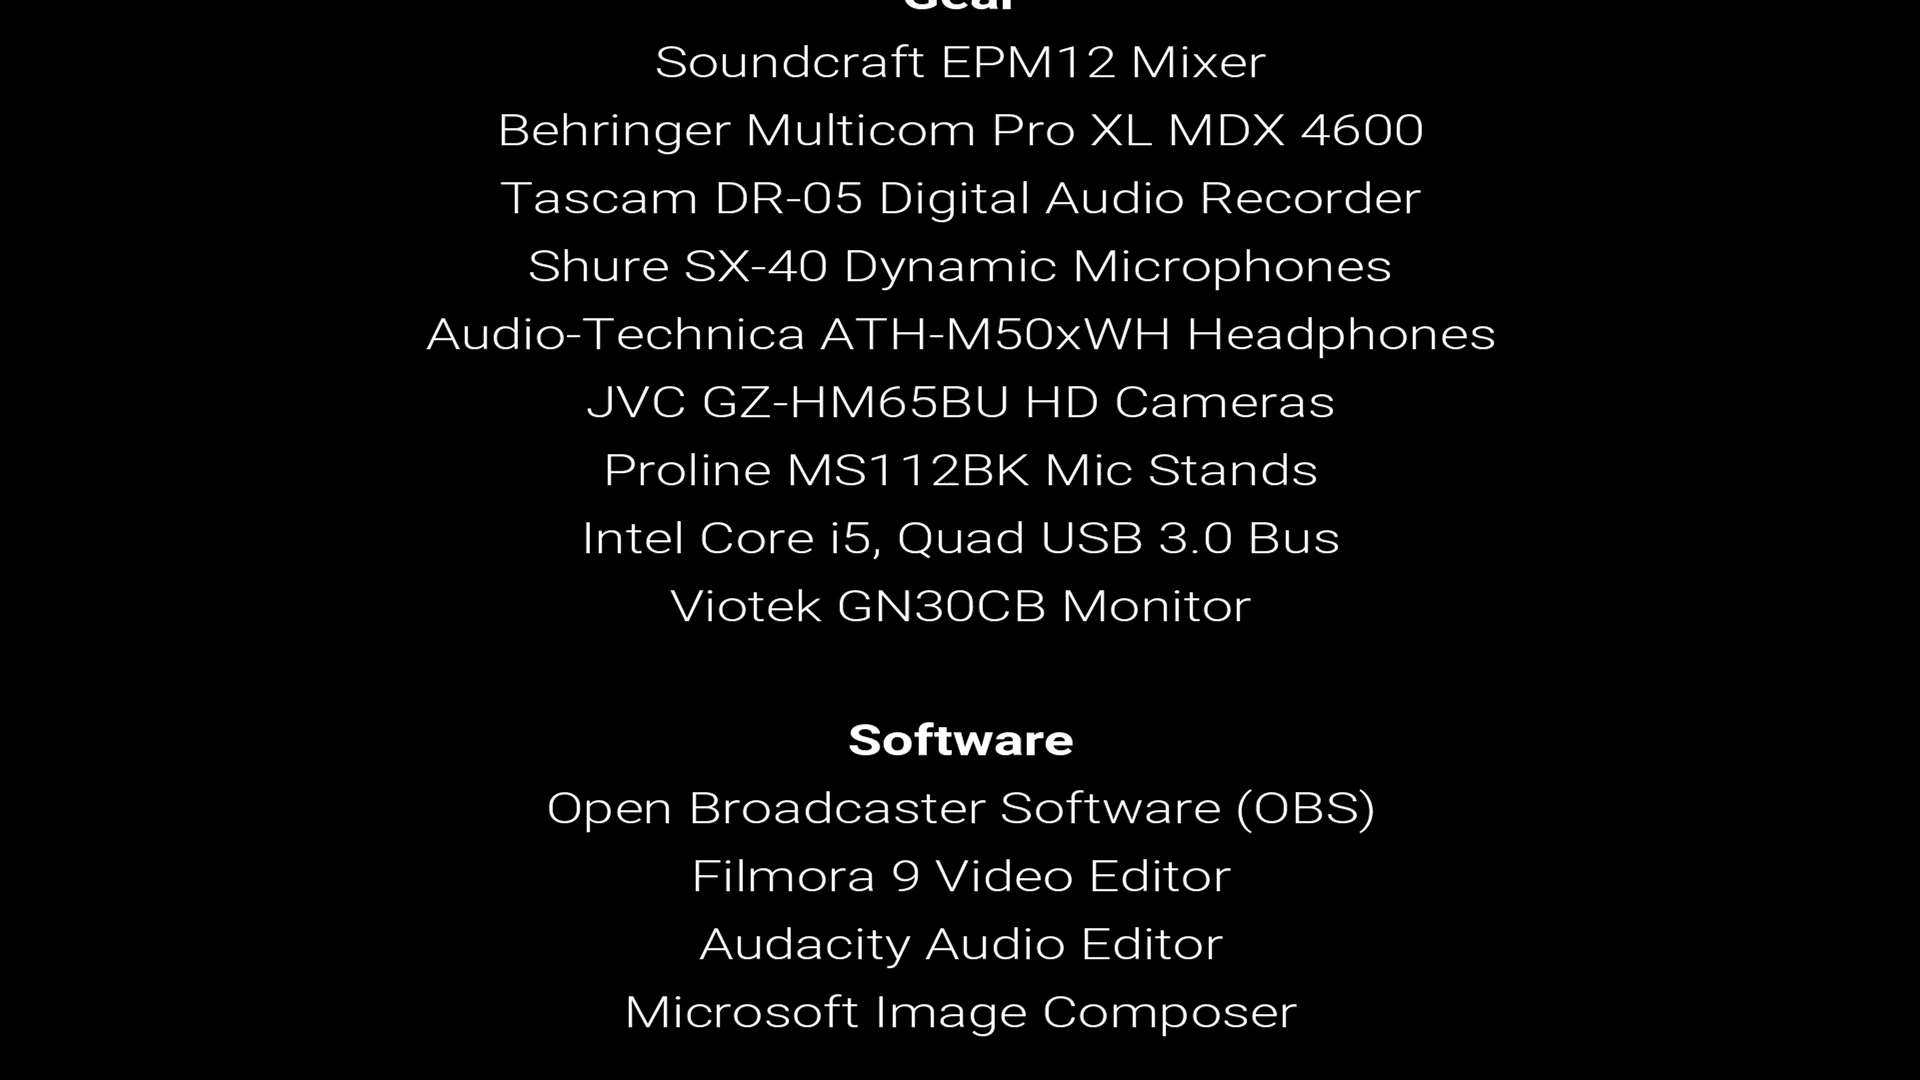 Gear
Soundcraft EPM12 Mixer
Behringer Multicom Pro XL MDX 4600
Tascam DR-05 Digital Audio Recorder
Shure SX-40 Dynamic Microphones
Audio-Technica ATH-M50xWH Headphones
JVC GZ-HM65BU HD Cameras
Proline MS112BK Mic Stands
Intel Core i5, Quad USB 3.0 Bus
Viotek GN30CB Monitor
Software
Open Broadcaster Software (OBS)
Filmora 9 Video Editor
Audacity Audio Editor
Microsoft Image Composer